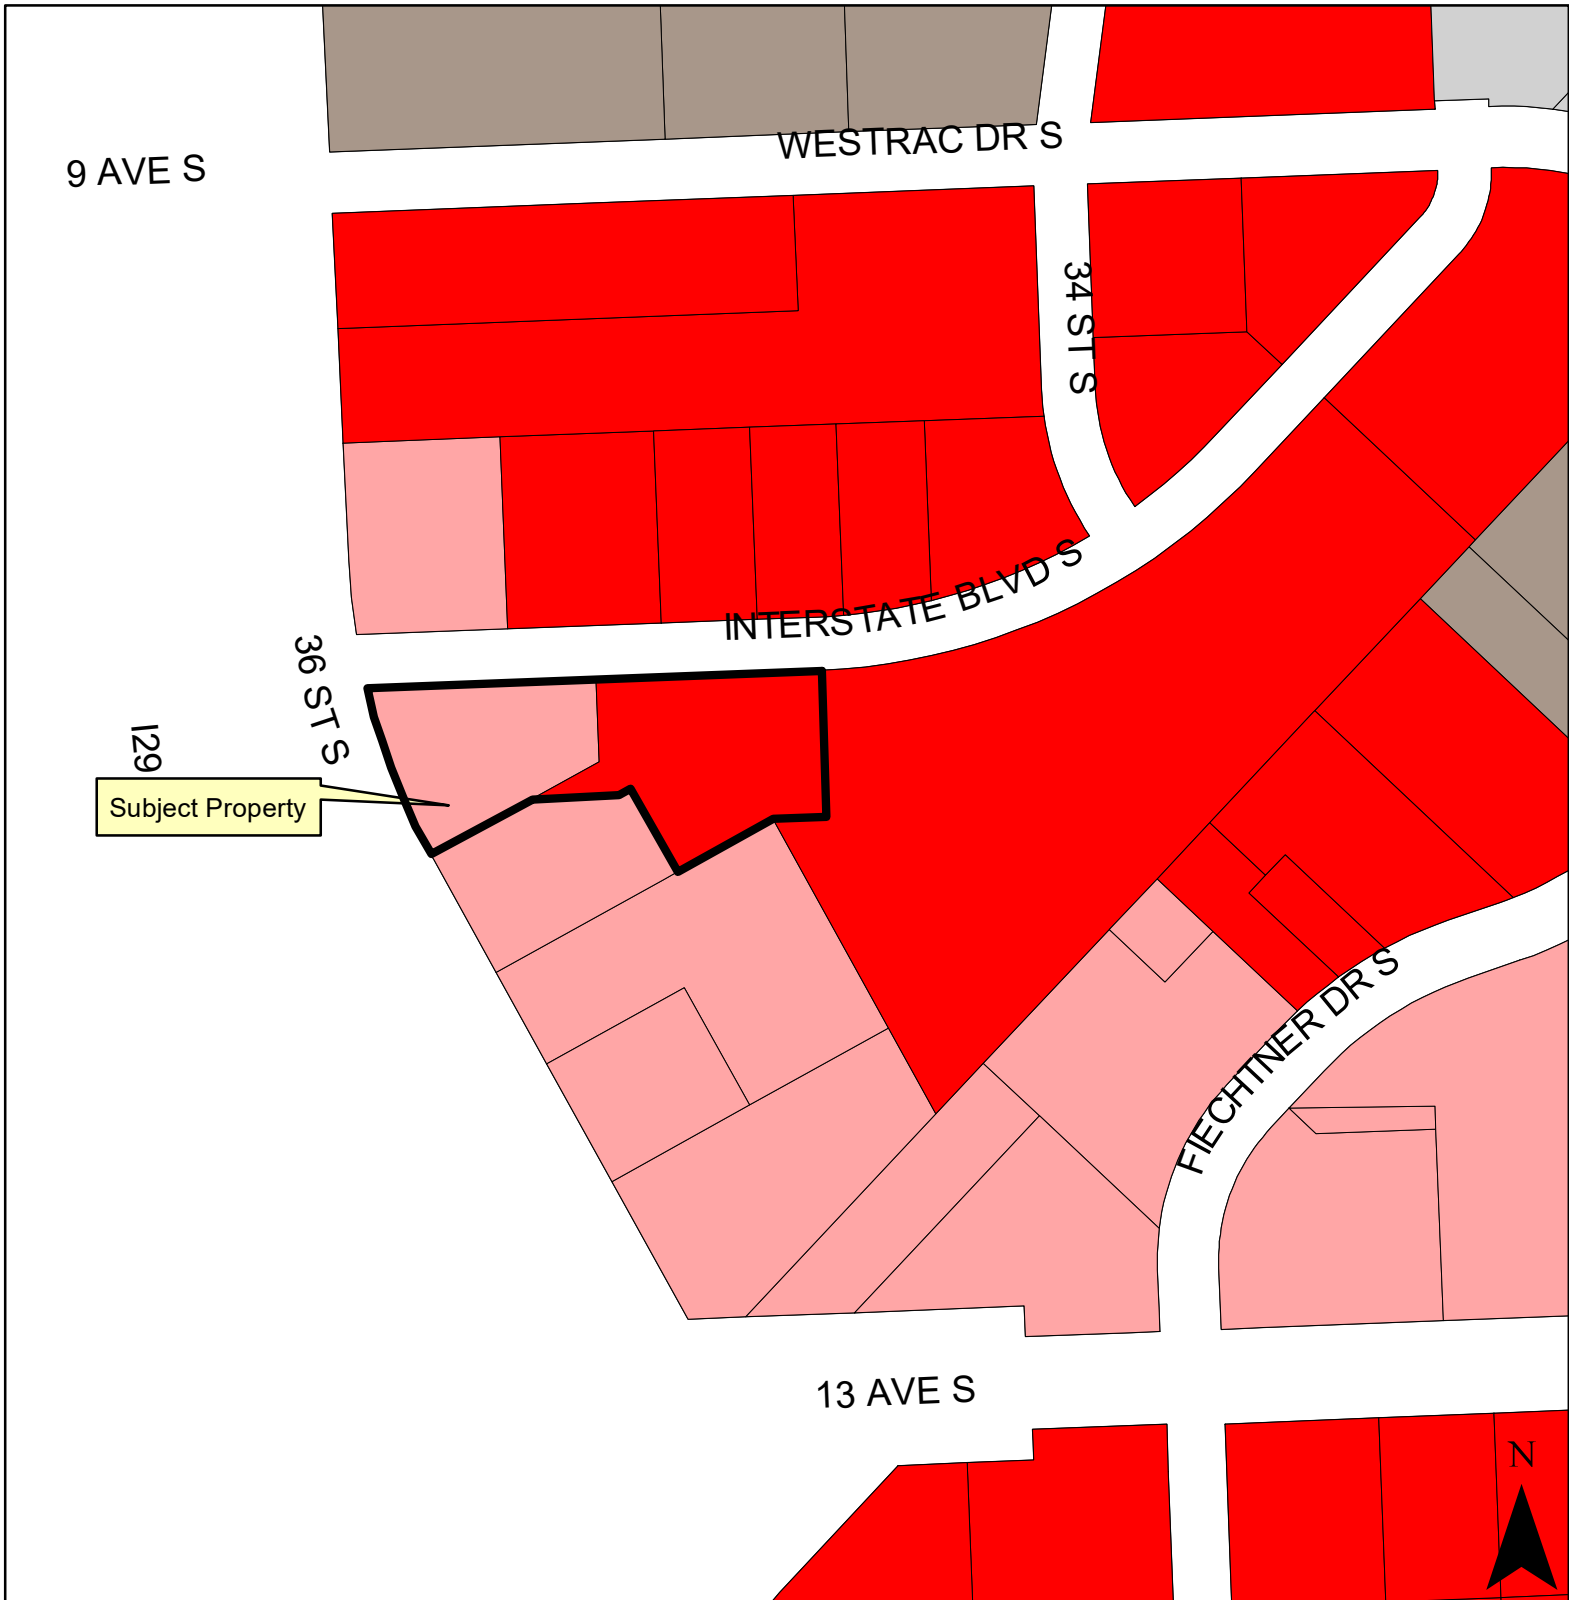 WESTRAC DR S
9 AVE S
34 ST S
INTERSTATE BLVD S
36 ST S
I29
Subject Property
FIECHTNER DR S
13 AVE S
N